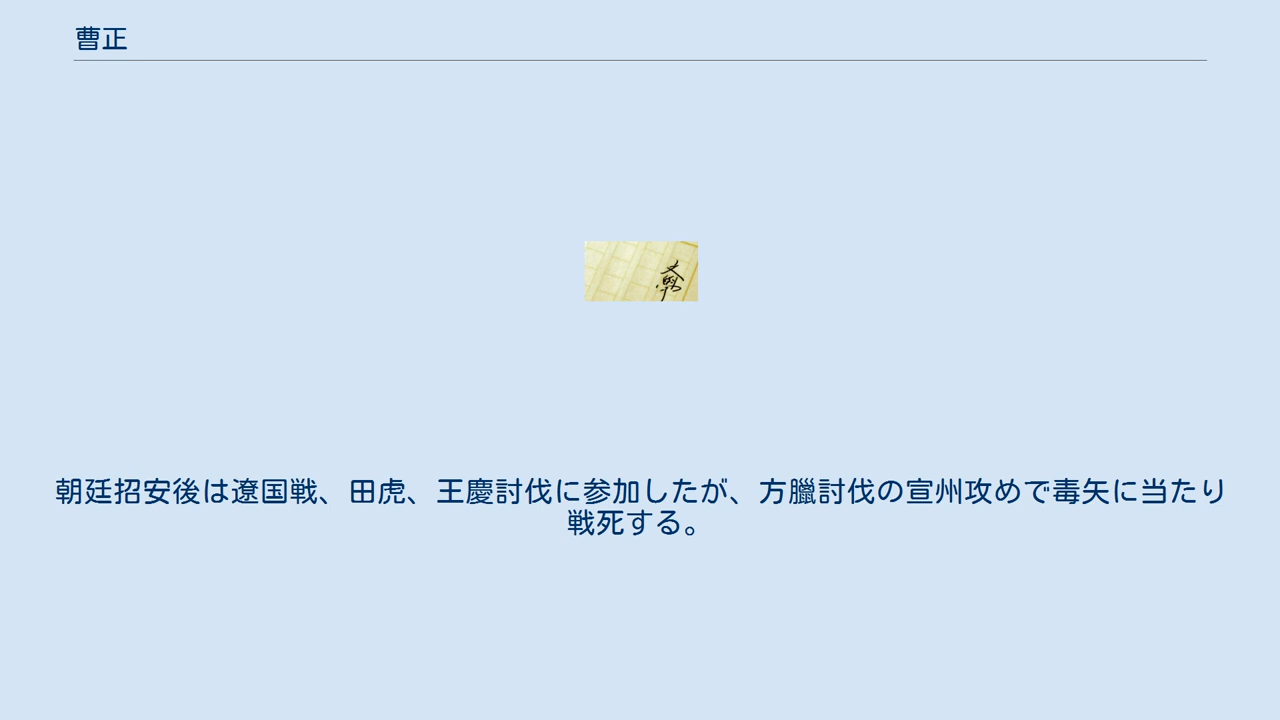 曹正
朝廷招安後は遼国戦、田虎、王慶討伐に参加したが、方臘討伐の宣州攻めで毒矢に当たり
戦死する。